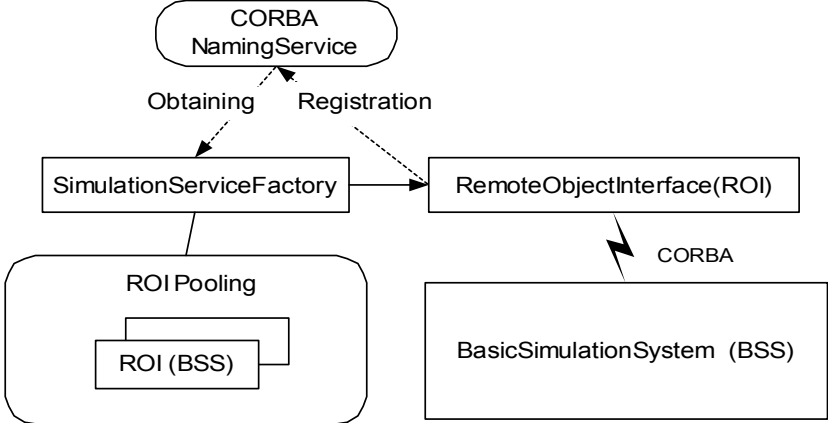 CORBA
NamingService
Obtaining
Registration
SimulationServiceFactory
RemoteObjectInterface(ROI)
CORBA
ROI Pooling
ROI (BSS)
BasicSimulationSystem (BSS)